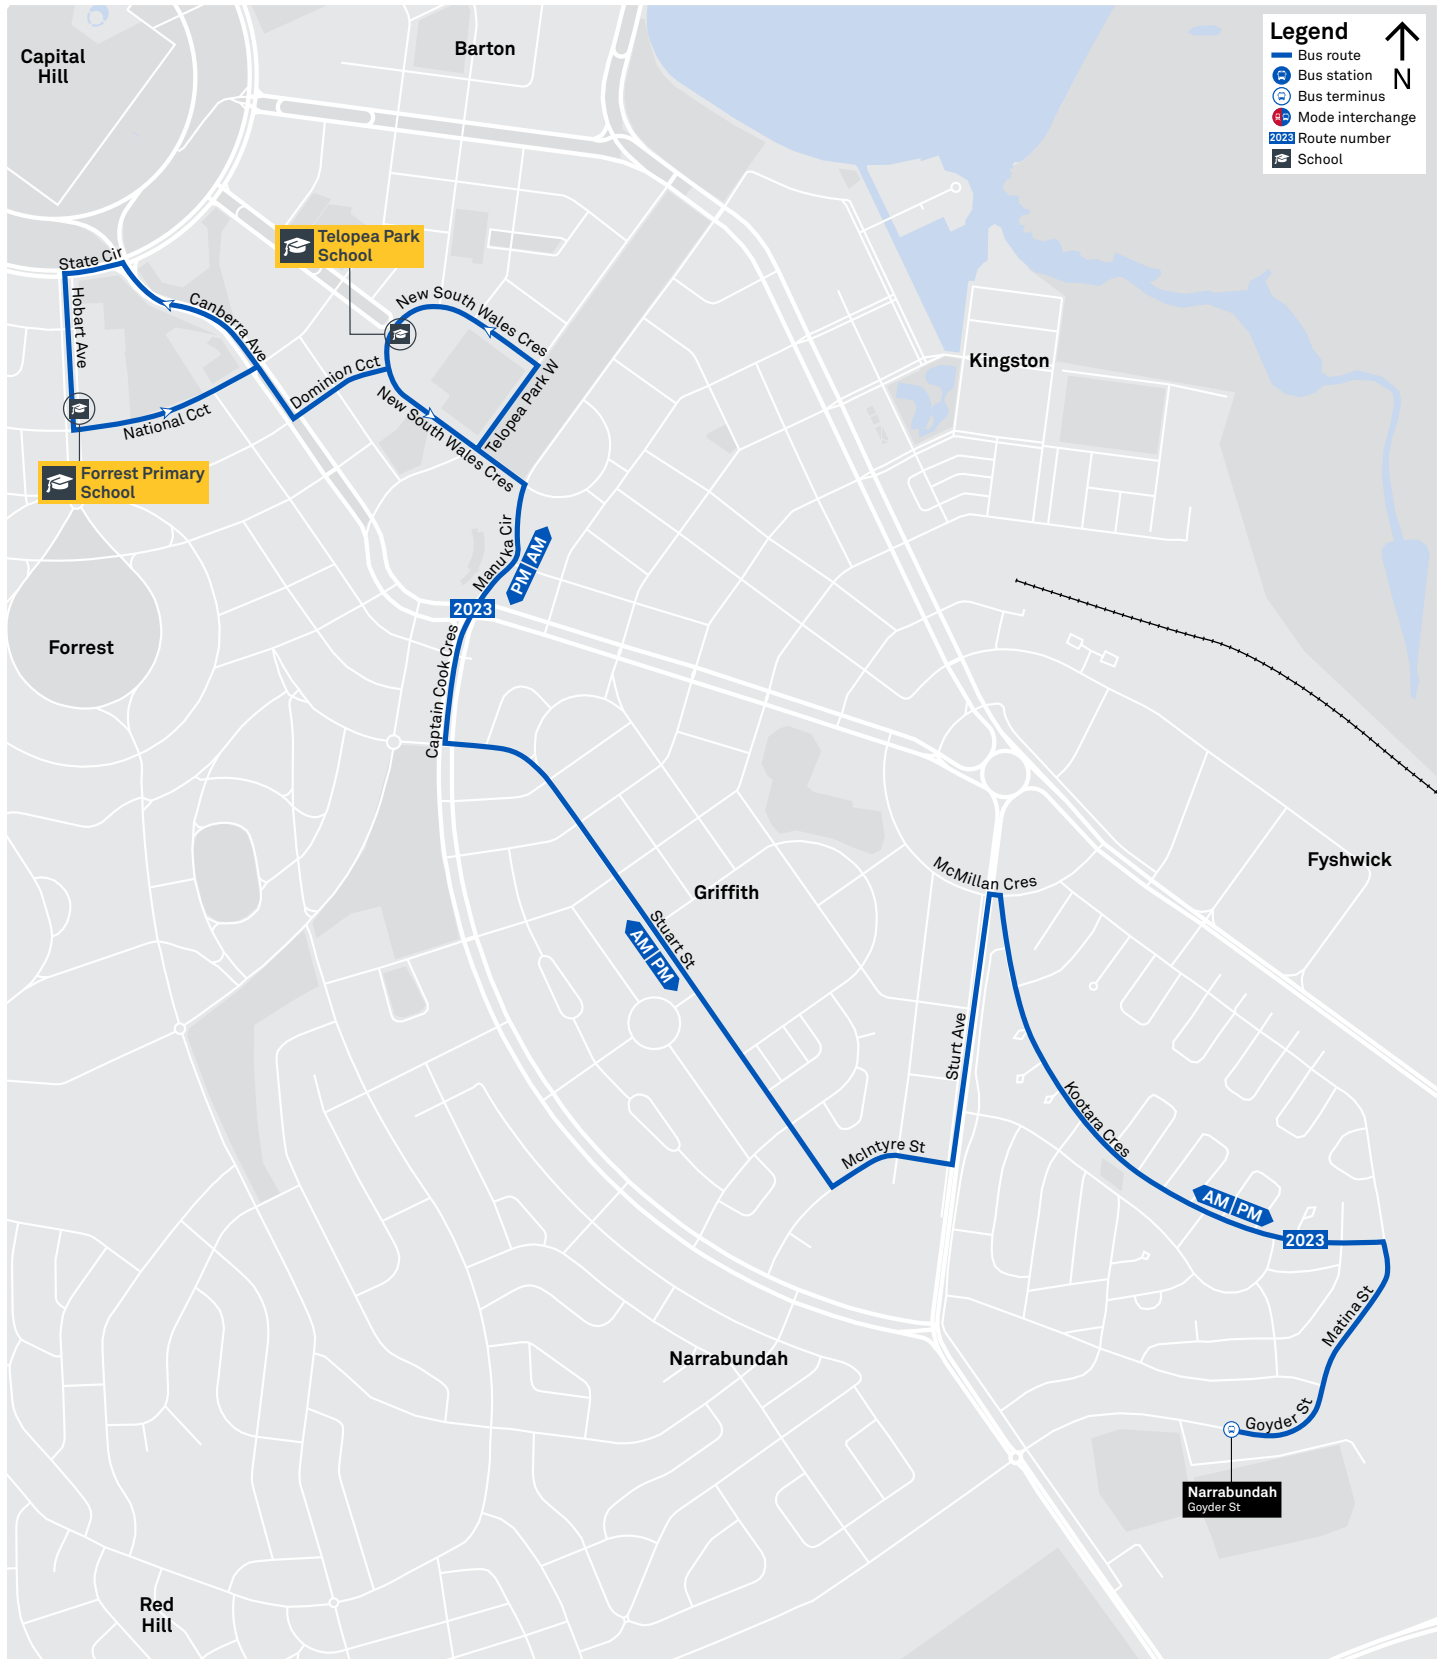 Legend
N
Bus route
Bus station
Bus terminus
Mode interchange
2023 Route number
School
Capital
Hill
Barton
Telopea Park
School
State Cir
Hobart Ave
Canberra Ave
New South Wales Cres
Dominion Cct
Telopea Park W
New South Wales Cres
National Cct
Forrest Primary
School
Kingston
Manuka Cir
PM AM
2023
Captain Cook Cres
Forrest
Fyshwick
McMillan Cres
Griffith
Stuart St
AM PM
Sturt Ave
Kootara Cres
McIntyre St
AM PM
2023
Matina St
Narrabundah
Goyder St
Narrabundah
Goyder St
Red
Hill